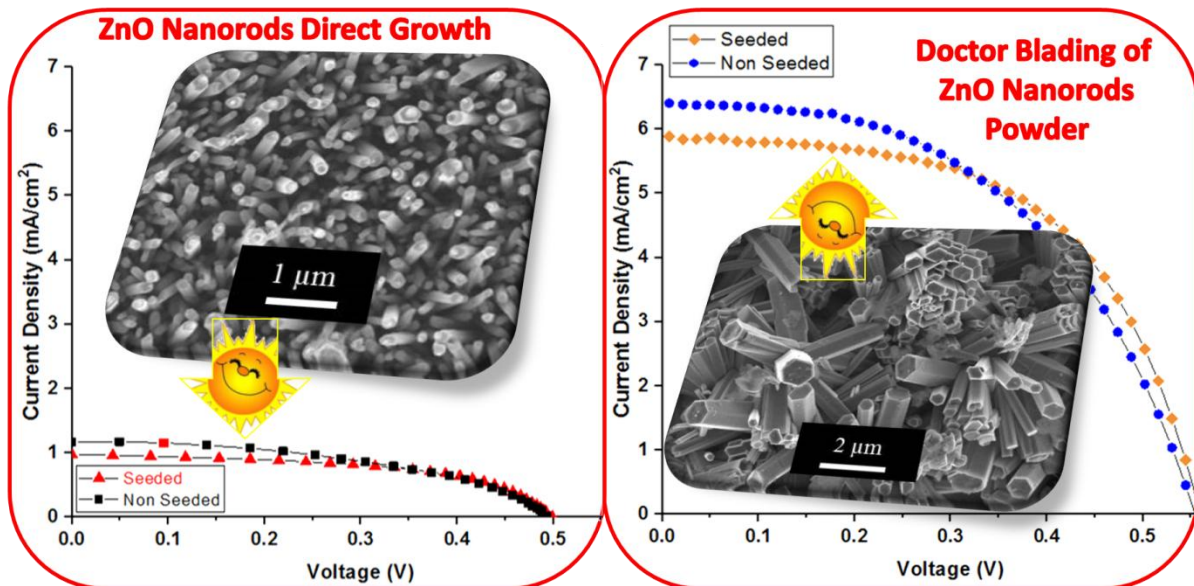 ZnO Nanorods Direct Growth
7
6
5
4
3
2
1
0
Current Density (mA/cm²)
1 µm
Seeded
Non Seeded
0.0
0.1
0.2
0.3
0.4
0.5
Voltage (V)
Seeded
Non Seeded
Doctor Blading of
ZnO Nanorods
Powder
7
6
5
4
3
2
1
0
Current Density (mA/cm²)
2 µm
0.0
0.1
0.2
0.3
0.4
0.5
Voltage (V)